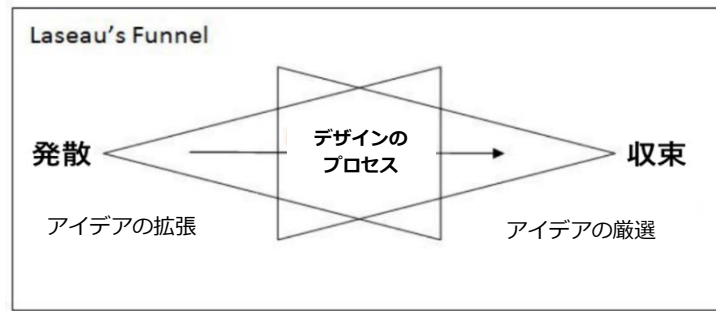 Laseau's Funnel
発散
デザインの
プロセス
収束
アイデアの拡張
アイデアの厳選